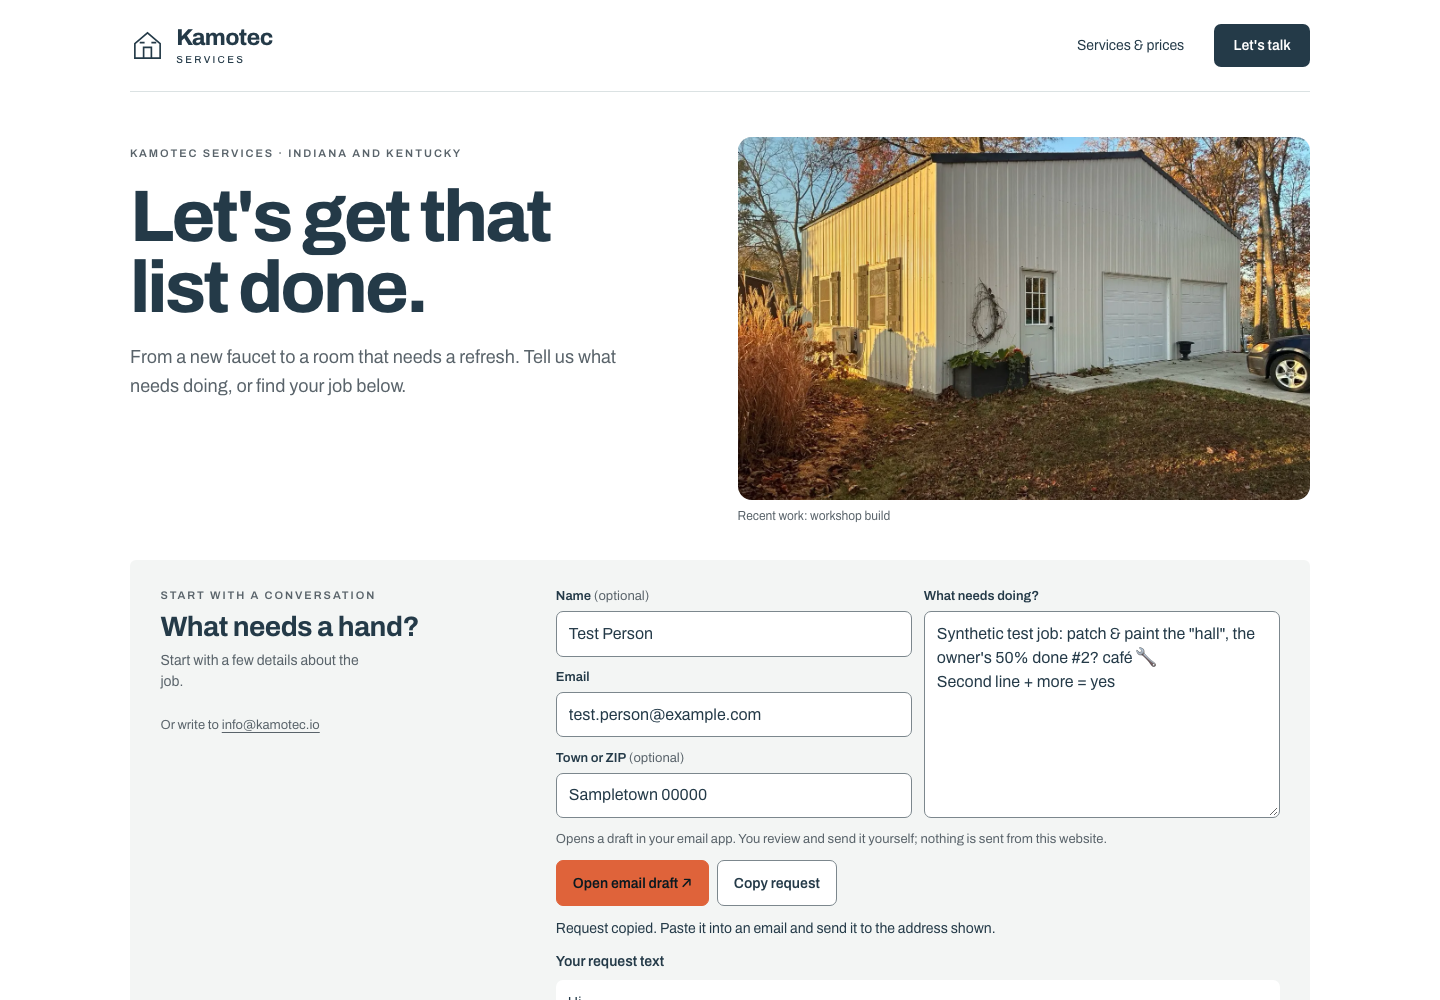 Kamotec
SERVICES
Services & prices
Let's talk
KAMOTEC SERVICES · INDIANA AND KENTUCKY
Let's get that
list done.
From a new faucet to a room that needs a refresh. Tell us what
needs doing, or find your job below.
Recent work: workshop build
START WITH A CONVERSATION
What needs a hand?
Start with a few details about the
job.
Or write to info@kamotec.io
Name (optional)
Test Person
Email
test.person@example.com
Town or ZIP (optional)
Sampletown 00000
What needs doing?
Synthetic test job: patch & paint the "hall", the
owner's 50% done #2? café 🔧
Second line + more = yes
Opens a draft in your email app. You review and send it yourself; nothing is sent from this website.
Open email draft ↗
Copy request
Request copied. Paste it into an email and send it to the address shown.
Your request text